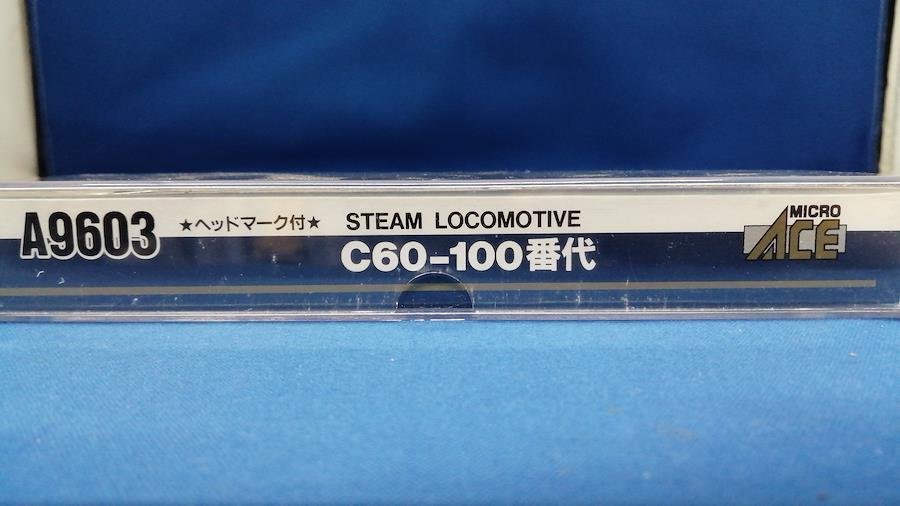 A9603
★ヘッドマーク付★
STEAM LOCOMOTIVE
C60-100番代
MICRO
ACE